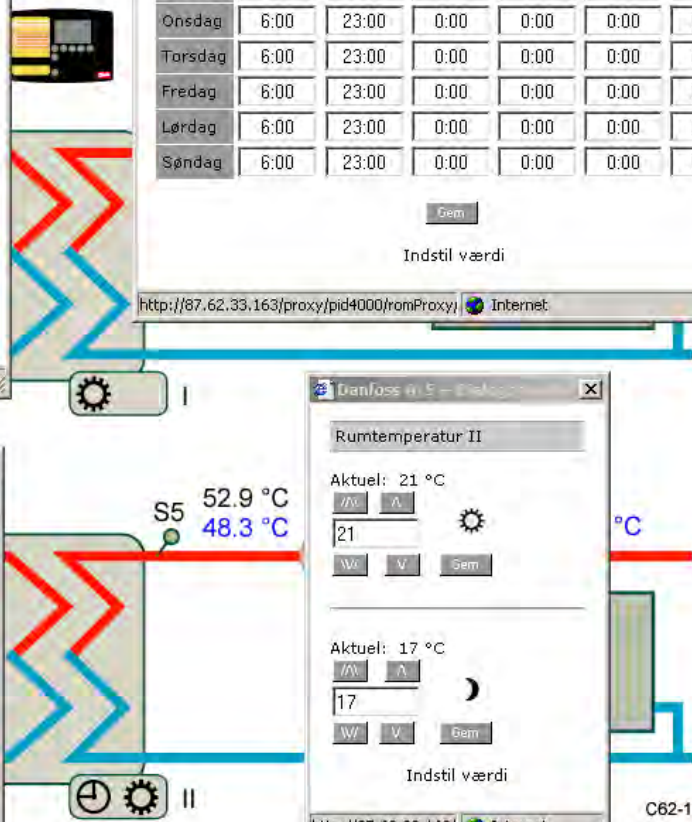 Onsdag 6:00 23:00 0:00 0:00 0:00
Torsdag 6:00 23:00 0:00 0:00 0:00
Fredag 6:00 23:00 0:00 0:00 0:00
Lørdag 6:00 23:00 0:00 0:00 0:00
Søndag 6:00 23:00 0:00 0:00 0:00
Gem
Indstil værdi
http://87.62.33.163/proxy/pid4000/romProxy/ Internet
I
Danfoss
Rumtemperatur II
Aktuel: 21 °C
/\/\ /\
21
\/\/ V Gem
S5 52.9 °C
48.3 °C
°C
Aktuel: 17 °C
/\/\ /\
17
\/\/ V Gem
Indstil værdi
II
C62-1